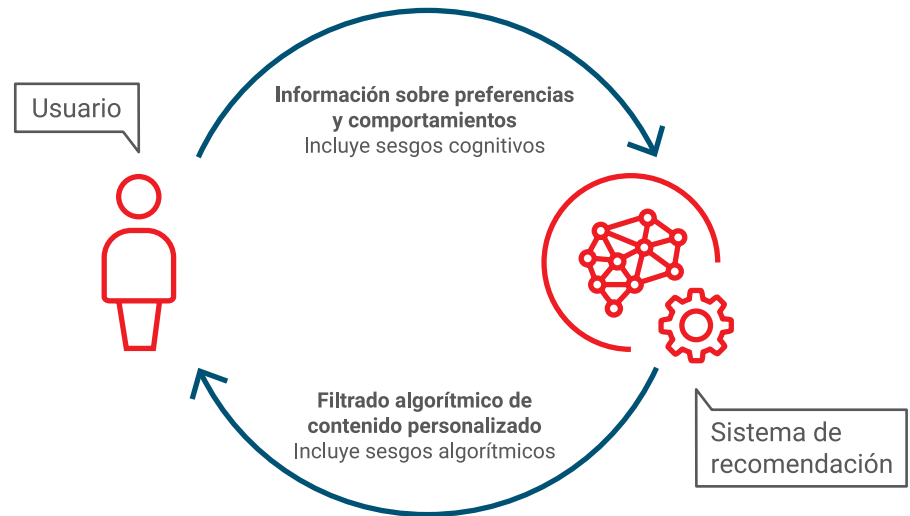 Usuario
Información sobre preferencias
y comportamientos
Incluye sesgos cognitivos
Filtrado algorítmico de
contenido personalizado
Incluye sesgos algorítmicos
Sistema de
recomendación